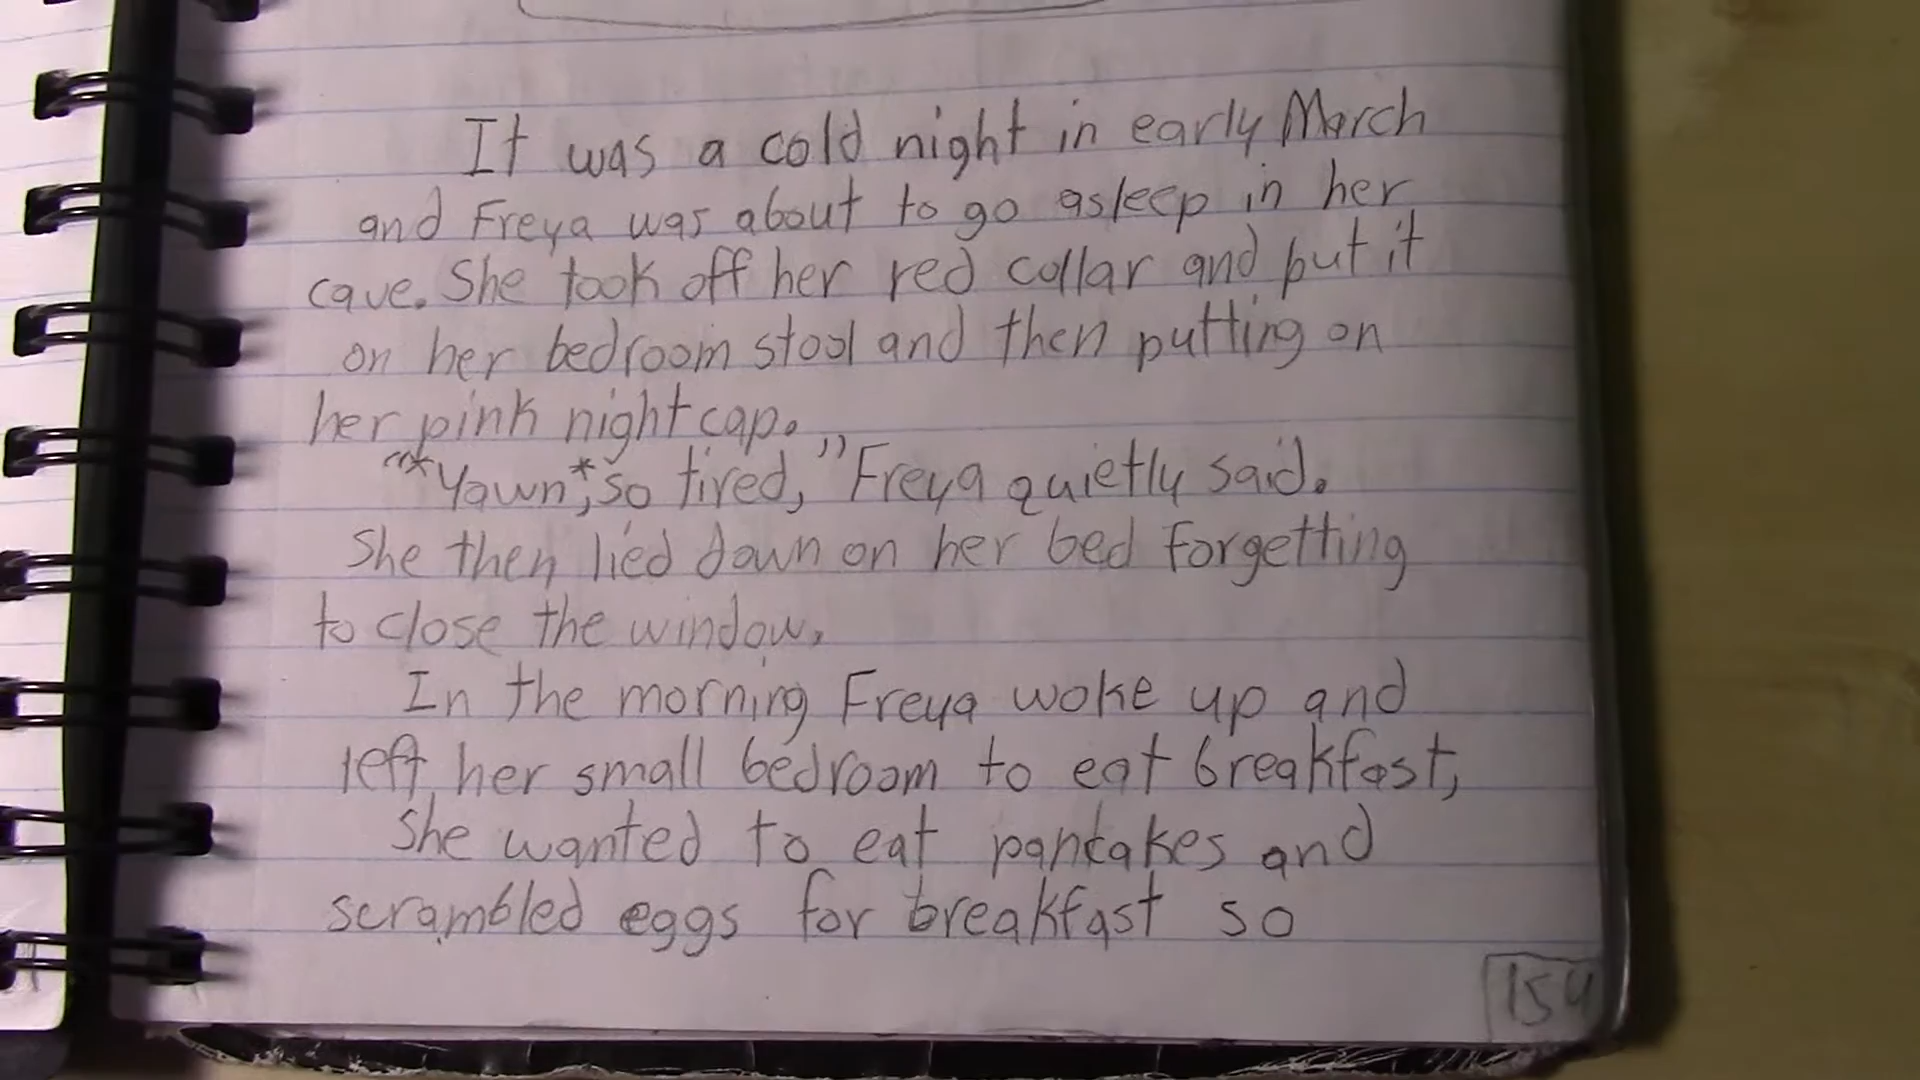 It was a cold night in early March
and Freya was about to go asleep in her
cave. She took off her red collar and put it
on her bedroom stool and then putting on
her pink nightcap.
"*Yawn*, so tired," Freya quietly said.
She then lied down on her bed forgetting
to close the window.
In the morning Freya woke up and
left her small bedroom to eat breakfast,
she wanted to eat pancakes and
scrambled eggs for breakfast so
154